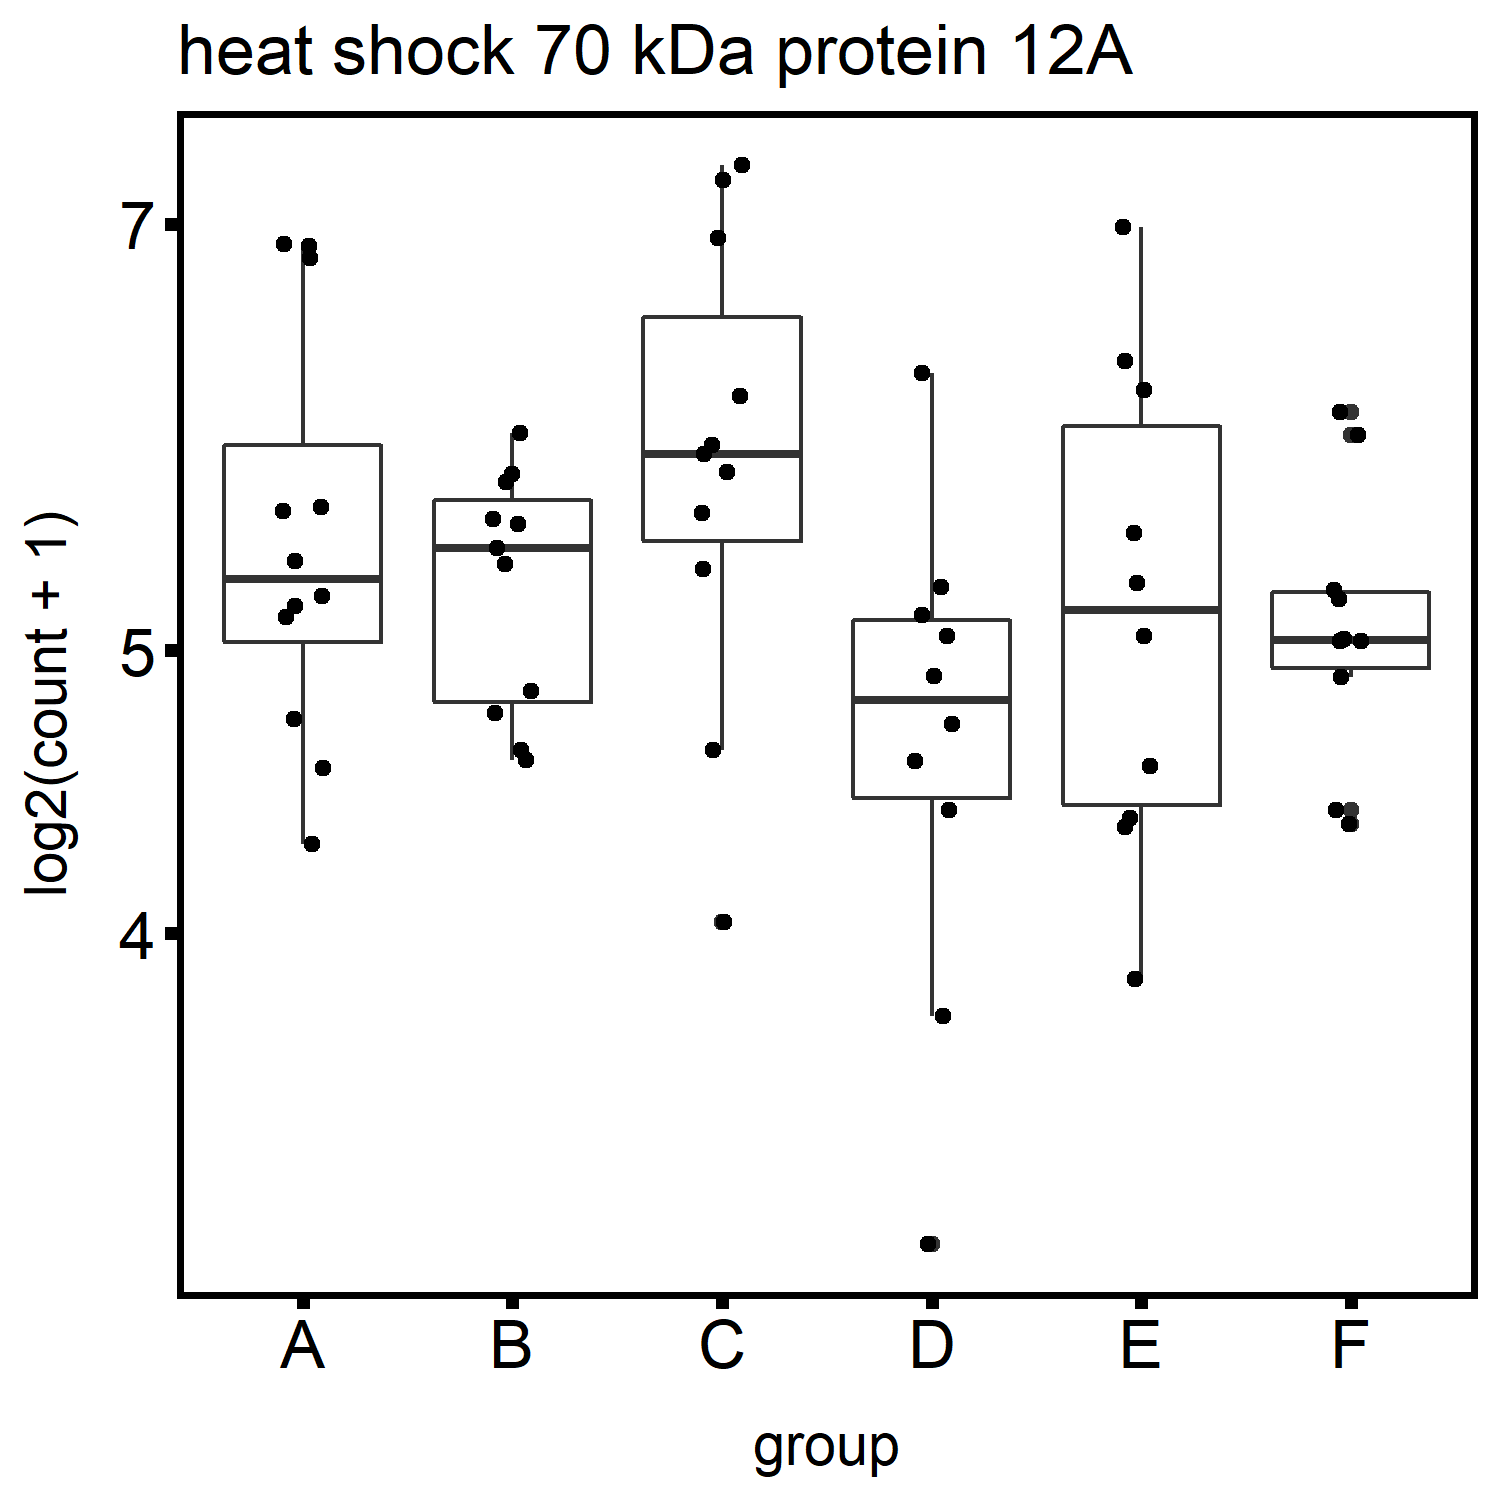 heat shock 70 kDa protein 12A
log2(count + 1)
7
5
4
A B C D E F
group